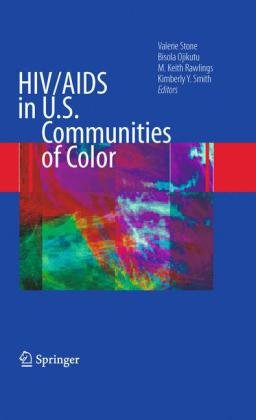 Valerie Stone
Bisola Ojikutu
M. Keith Rawlings
Kimberly Y. Smith
Editors
HIV/AIDS
in U.S.
Communities
of Color
Springer